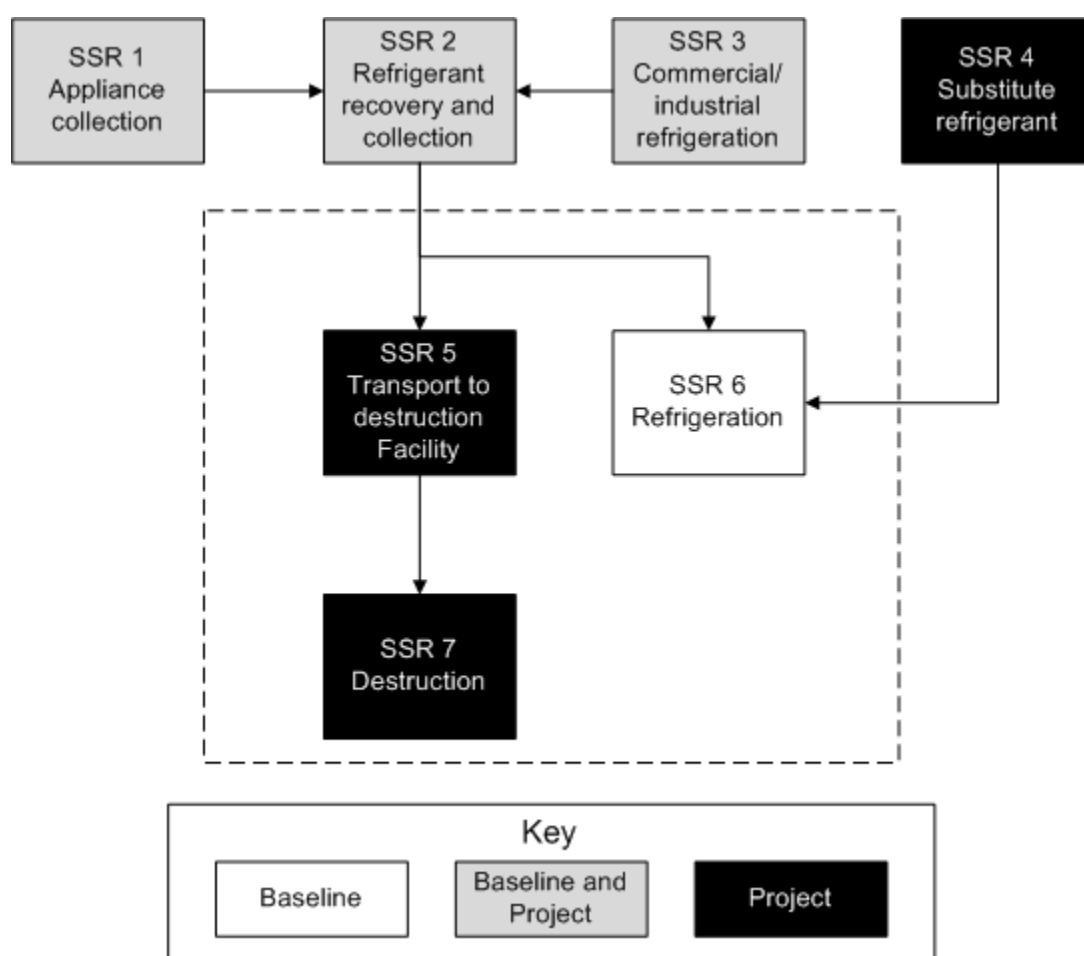 SSR 1
Appliance
collection
SSR 2
Refrigerant
recovery and
collection
SSR 3
Commercial/
industrial
refrigeration
SSR 4
Substitute
refrigerant
SSR 5
Transport to
destruction
Facility
SSR 6
Refrigeration
SSR 7
Destruction
Key
Baseline
Baseline and
Project
Project